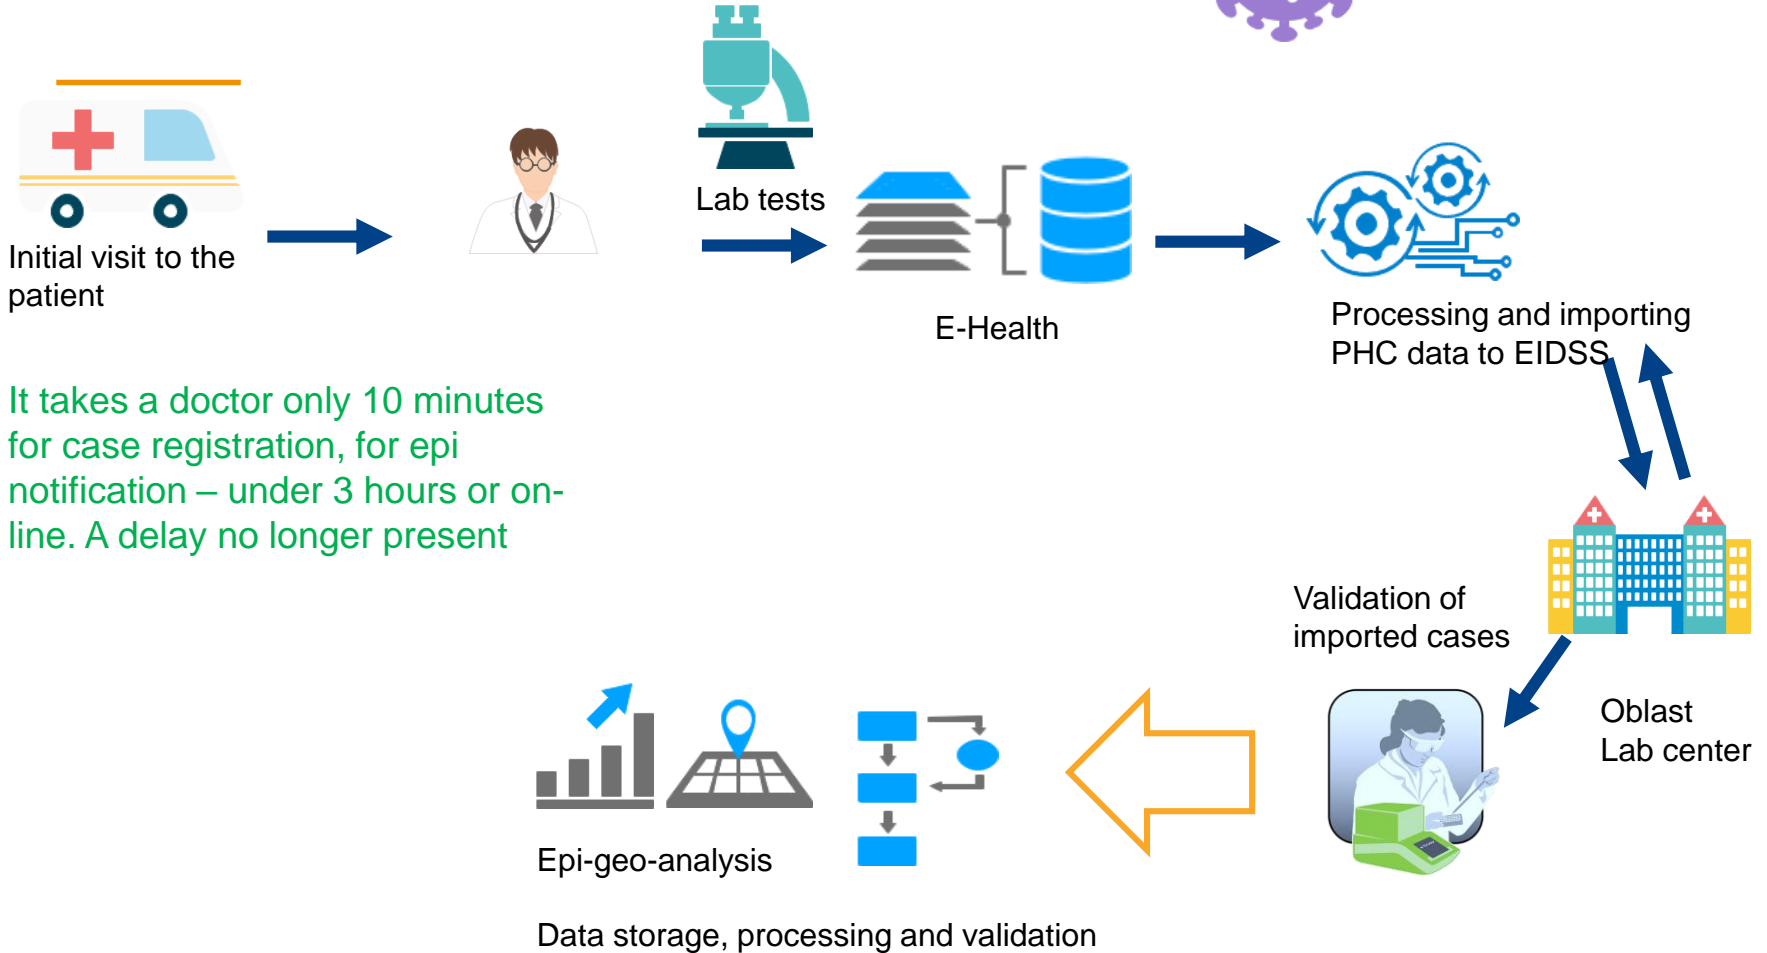 Lab tests
Initial visit to the
patient
E-Health
Processing and importing
PHC data to EIDSS
It takes a doctor only 10 minutes
for case registration, for epi
notification – under 3 hours or on-
line. A delay no longer present
Validation of
imported cases
Oblast
Lab center
Epi-geo-analysis
Data storage, processing and validation